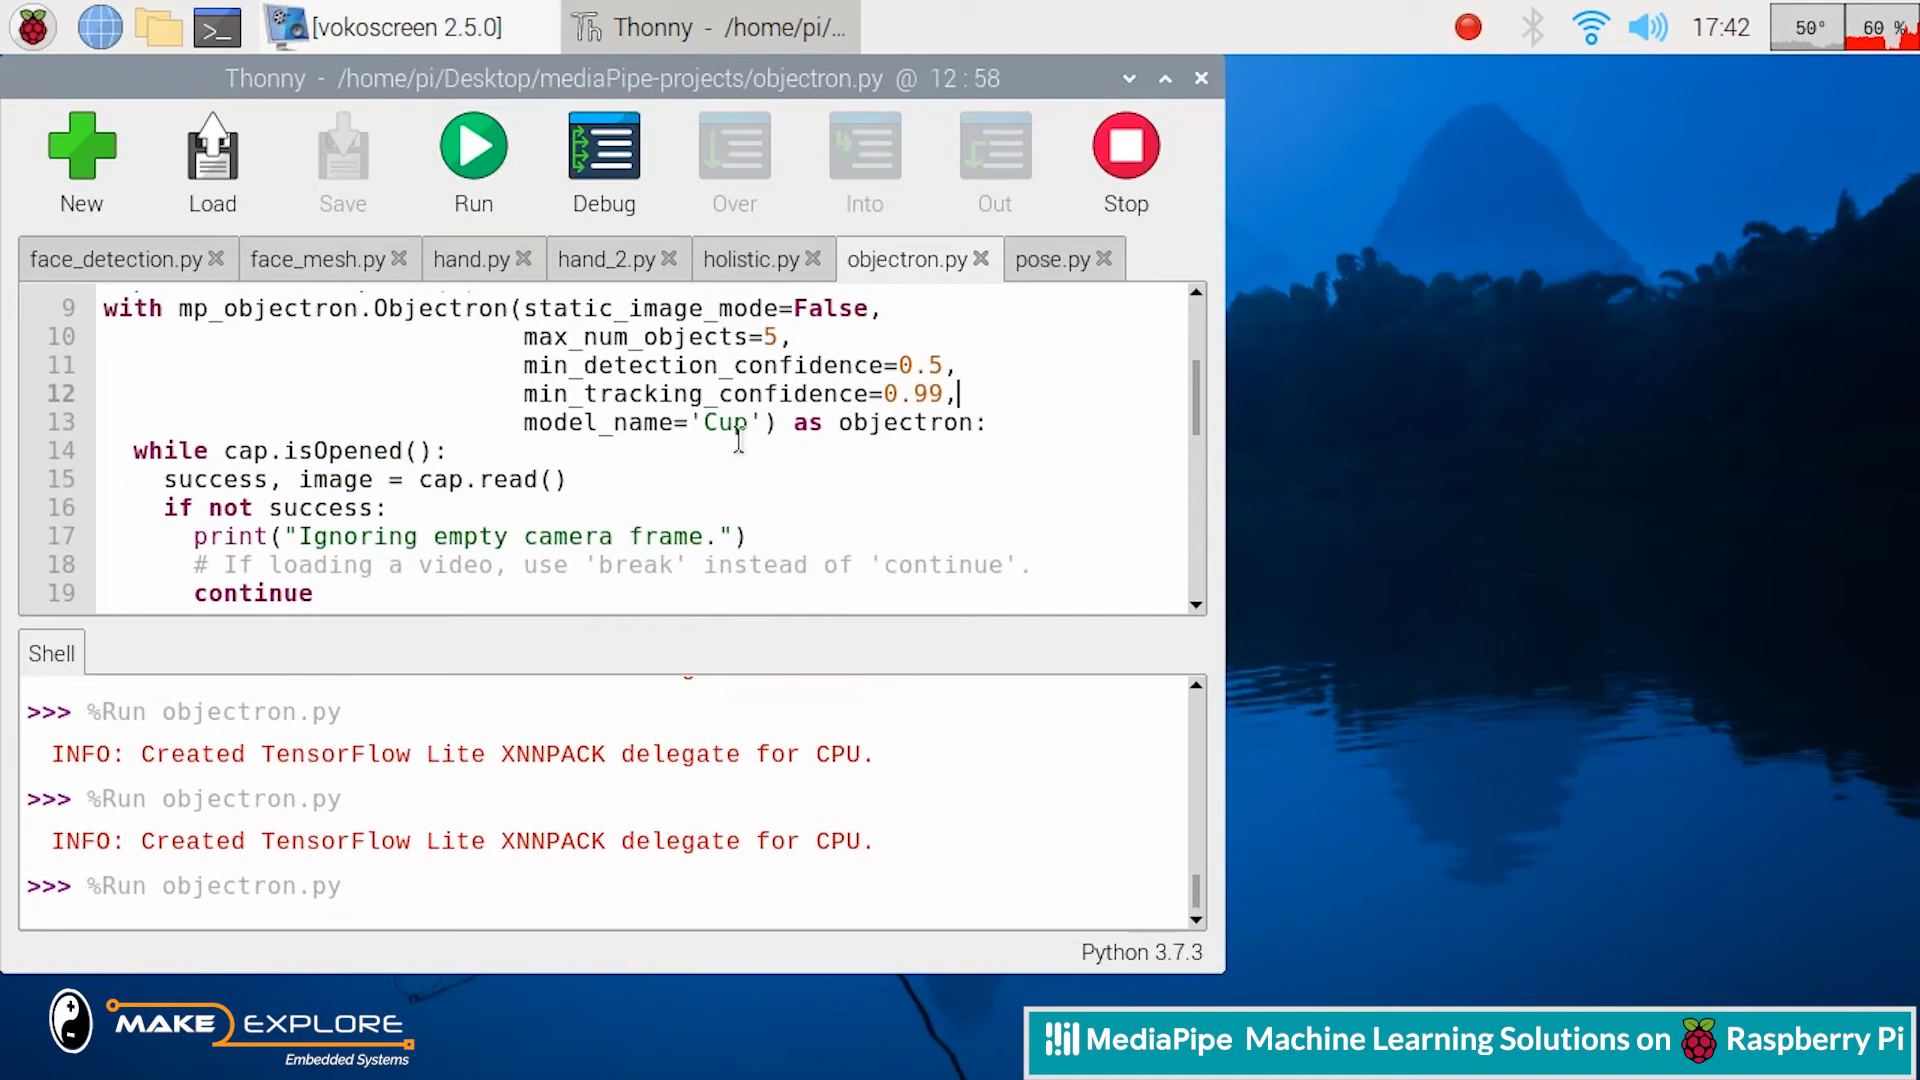 [vokoscreen 2.5.0]
Thonny - /home/pi/...
17:42
50°
60 %
Thonny - /home/pi/Desktop/mediaPipe-projects/objectron.py @ 12 : 58
New
Load
Save
Run
Debug
Over
Into
Out
Stop
face_detection.py
face_mesh.py
hand.py
hand_2.py
holistic.py
objectron.py
pose.py
9 with mp_objectron.Objectron(static_image_mode=False,
10 max_num_objects=5,
11 min_detection_confidence=0.5,
12 min_tracking_confidence=0.99,
13 model_name='Cup') as objectron:
14 while cap.isOpened():
15 success, image = cap.read()
16 if not success:
17 print("Ignoring empty camera frame.")
18 # If loading a video, use 'break' instead of 'continue'.
19 continue
Shell
>>> %Run objectron.py
INFO: Created TensorFlow Lite XNNPACK delegate for CPU.
>>> %Run objectron.py
INFO: Created TensorFlow Lite XNNPACK delegate for CPU.
>>> %Run objectron.py
Python 3.7.3
MAKE EXPLORE
Embedded Systems
MediaPipe Machine Learning Solutions on Raspberry Pi